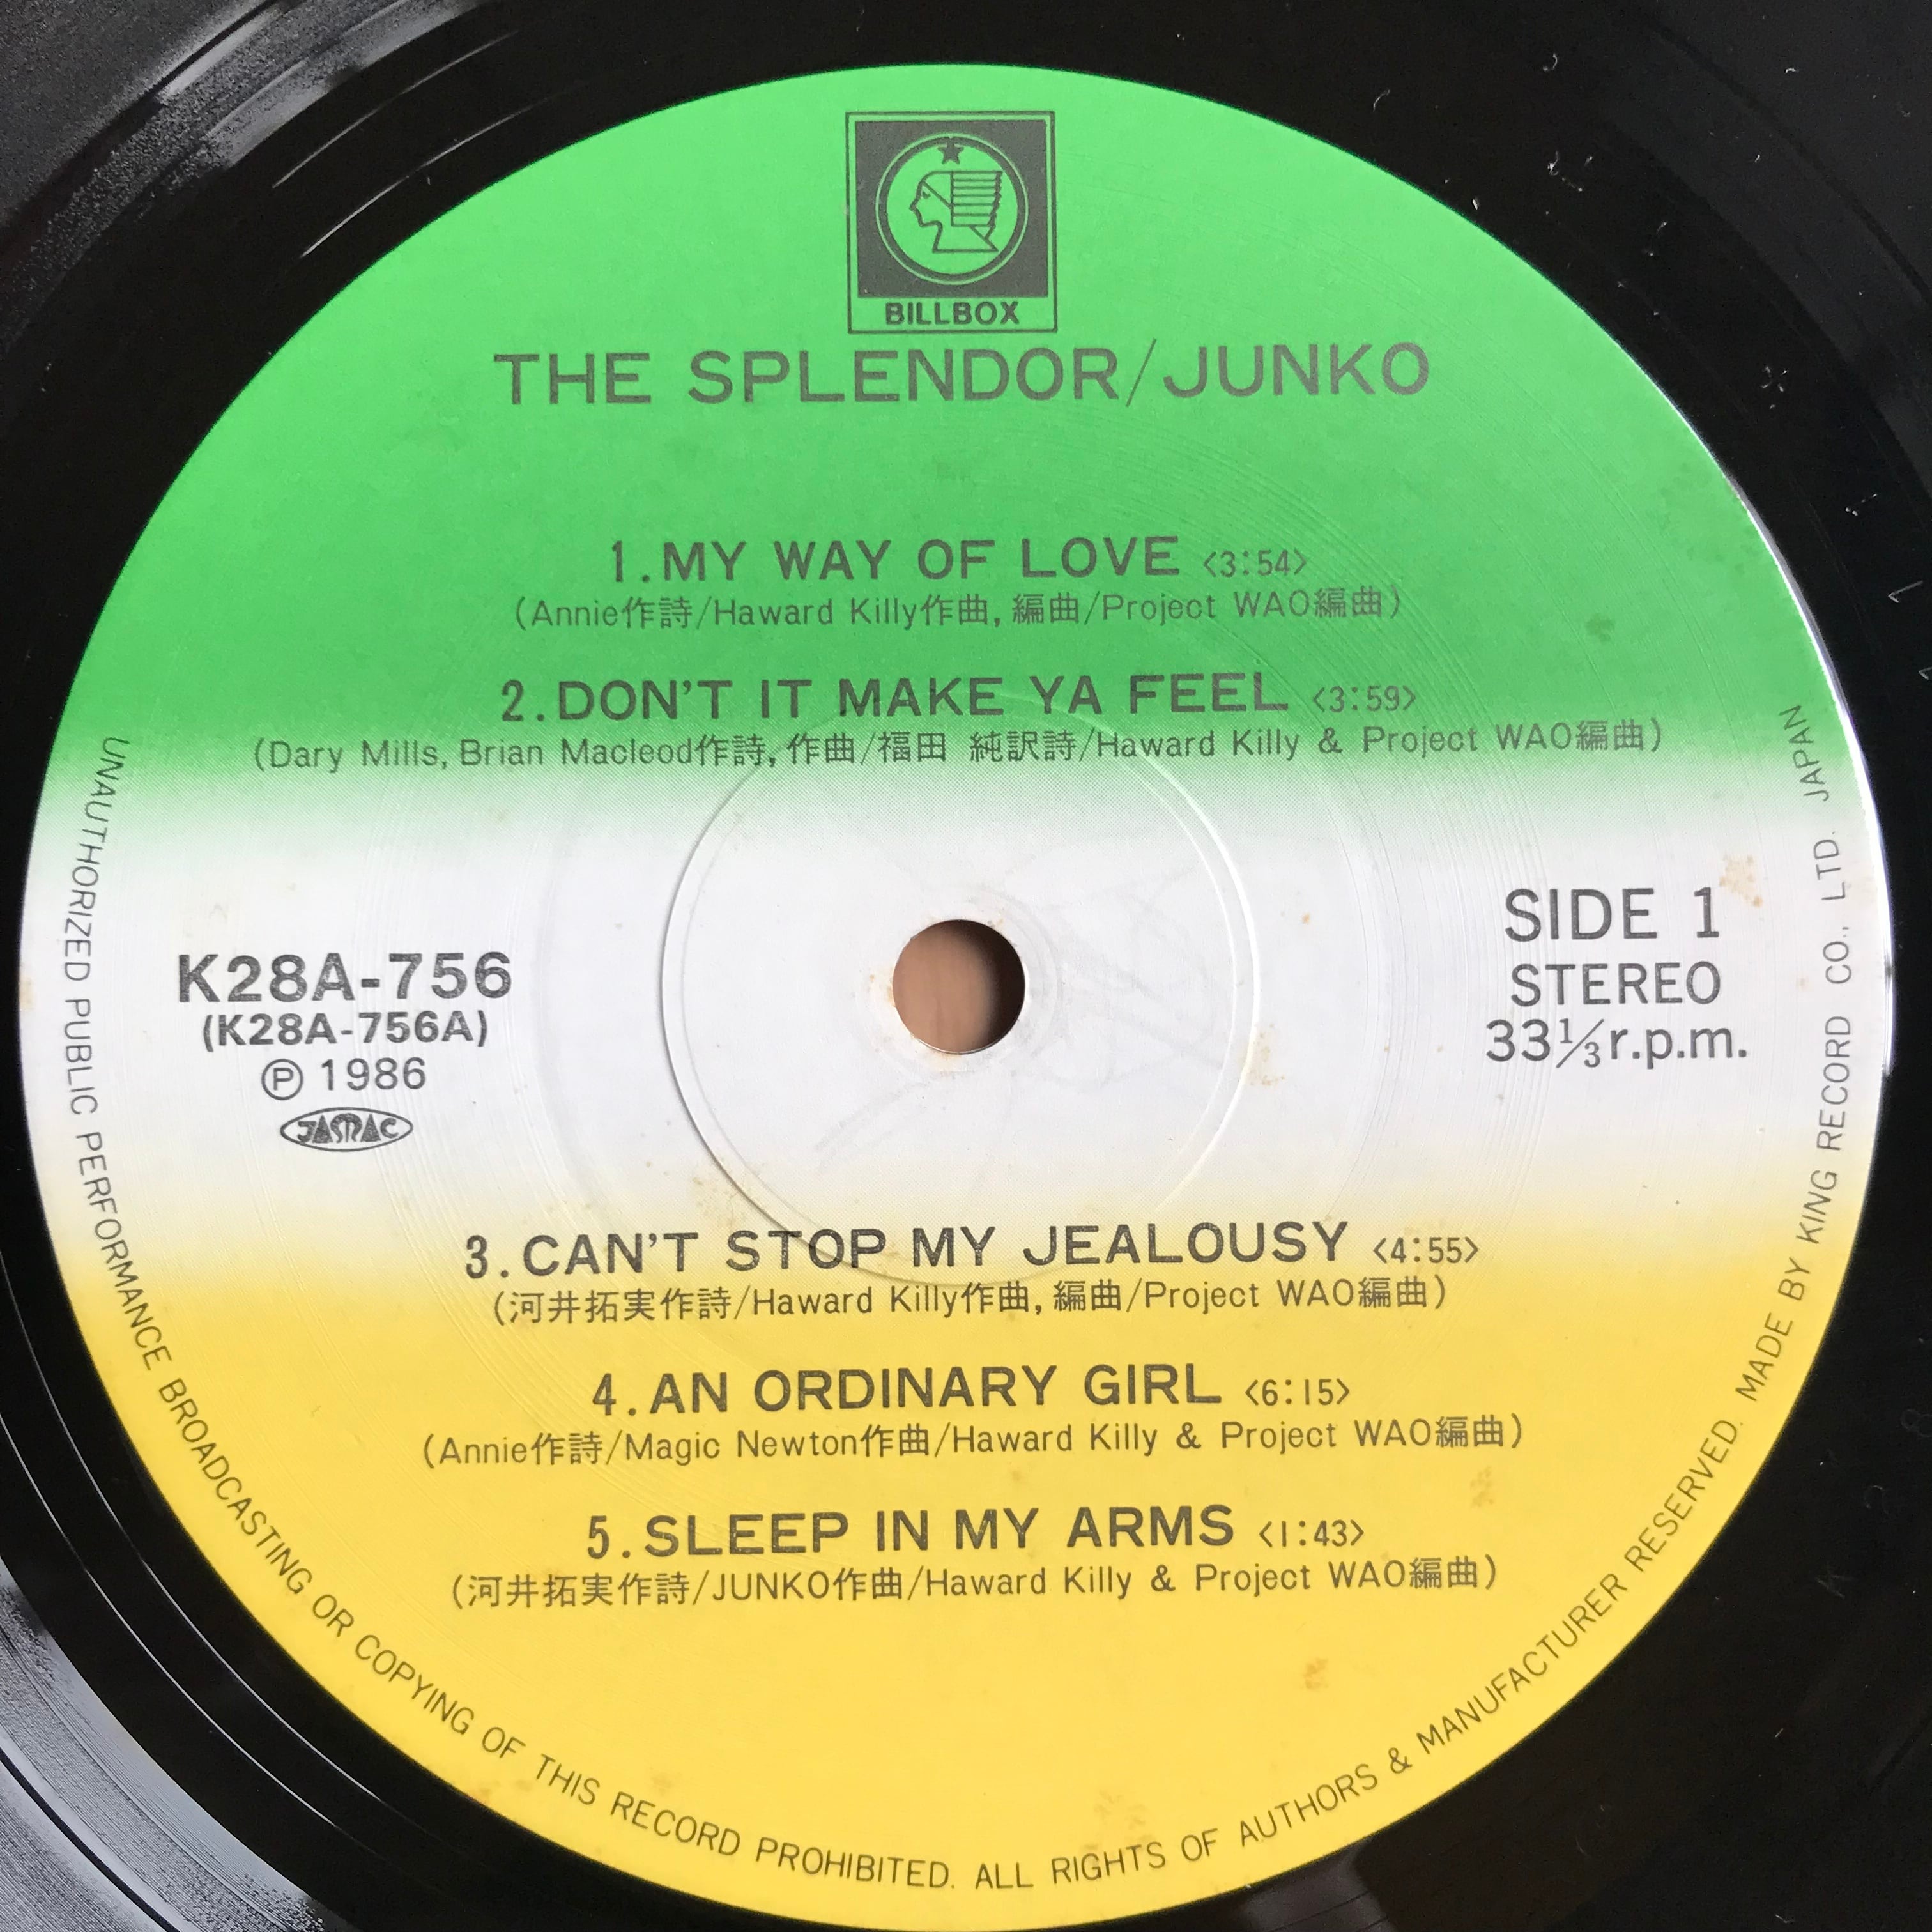 BILLBOX
THE SPLENDOR/JUNKO
1.MY WAY OF LOVE <3:54>
(Annie作詩/Haward Killy作曲,編曲/Project WAO編曲)
2.DON'T IT MAKE YA FEEL <3:59>
(Dary Mills, Brian Macleod作詩,作曲/福田 純訳詩/Haward Killy & Project WAO編曲)
K28A-756
(K28A-756A)
Ⓟ 1986
JASRAC
SIDE 1
STEREO
33⅓r.p.m.
3.CAN'T STOP MY JEALOUSY <4:55>
(河井拓実作詩/Haward Killy作曲,編曲/Project WAO編曲)
4.AN ORDINARY GIRL <6:15>
(Annie作詩/Magic Newton作曲/Haward Killy & Project WAO編曲)
5.SLEEP IN MY ARMS <1:43>
(河井拓実作詩/JUNKO作曲/Haward Killy & Project WAO編曲)
UNAUTHORIZED PUBLIC PERFORMANCE BROADCASTING OR COPYING OF THIS RECORD PROHIBITED. ALL RIGHTS OF AUTHORS & MANUFACTURER RESERVED. MADE BY KING RECORD CO., LTD. JAPAN